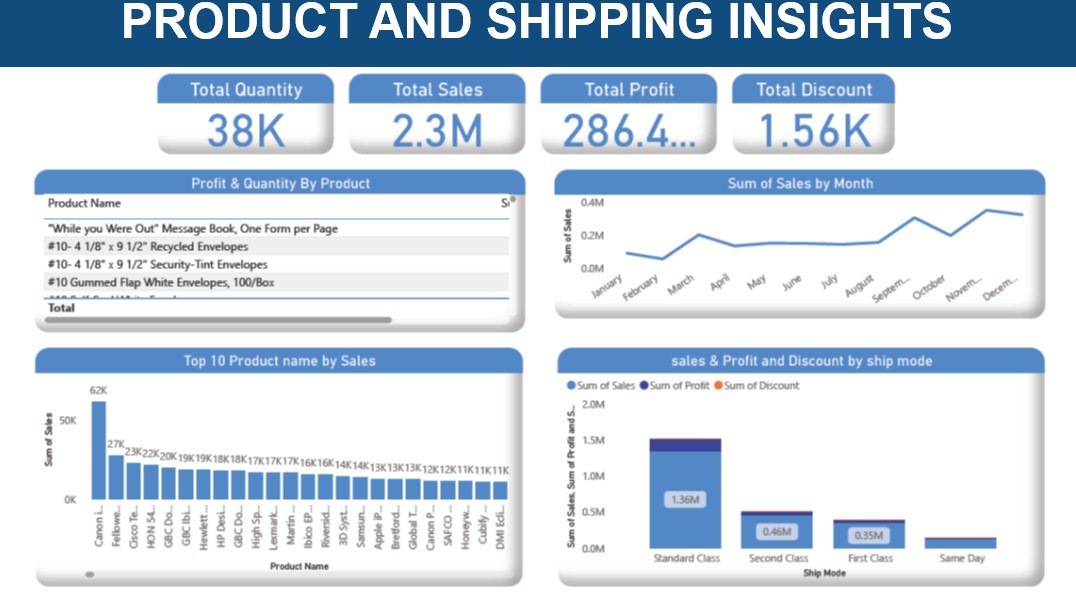 PRODUCT AND SHIPPING INSIGHTS
Total Quantity
38K
Total Sales
2.3M
Total Profit
286.4...
Total Discount
1.56K
Profit & Quantity By Product
Product Name
"While you Were Out" Message Book, One Form per Page
#10- 4 1/8" x 9 1/2" Recycled Envelopes
#10- 4 1/8" x 9 1/2" Security-Tint Envelopes
#10 Gummed Flap White Envelopes, 100/Box
Total
Sum of Sales by Month
Sum of Sales
0.4M
0.2M
0.0M
January
February
March
April
May
June
July
August
Septem...
October
Novem...
Decem...
Top 10 Product name by Sales
Sum of Sales
50K
0K
62K
27K
23K
22K
20K
19K
19K
18K
18K
17K
17K
17K
16K
16K
14K
14K
13K
13K
13K
12K
12K
11K
11K
11K
Canon i...
Fellowe...
Cisco Te...
HON 54...
GBC Do...
GBC Ibi...
Hewlett ...
HP Desi...
GBC Do...
High Sp...
Lexmark...
Martin ...
Ibico EP...
Riversid...
3D Syst...
Samsun...
Apple iP...
Bretford...
Global T...
Canon P...
SAFCO ...
Honeyw...
Cubify ...
DMI Ecli...
Product Name
sales & Profit and Discount by ship mode
Sum of Sales
Sum of Profit
Sum of Discount
Sum of Sales, Sum of Profit and S...
2.0M
1.5M
1.0M
0.5M
0.0M
1.36M
0.46M
0.35M
Standard Class
Second Class
First Class
Same Day
Ship Mode